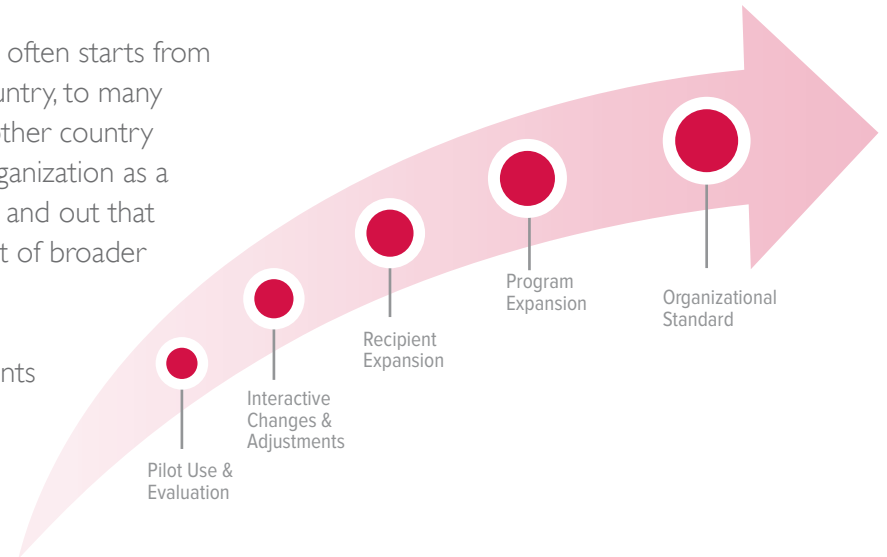 often starts from
untry, to many
ther country
ganization as a
and out that
t of broader
nts
Program
Expansion
Organizational
Standard
Recipient
Expansion
Interactive
Changes &
Adjustments
Pilot Use &
Evaluation